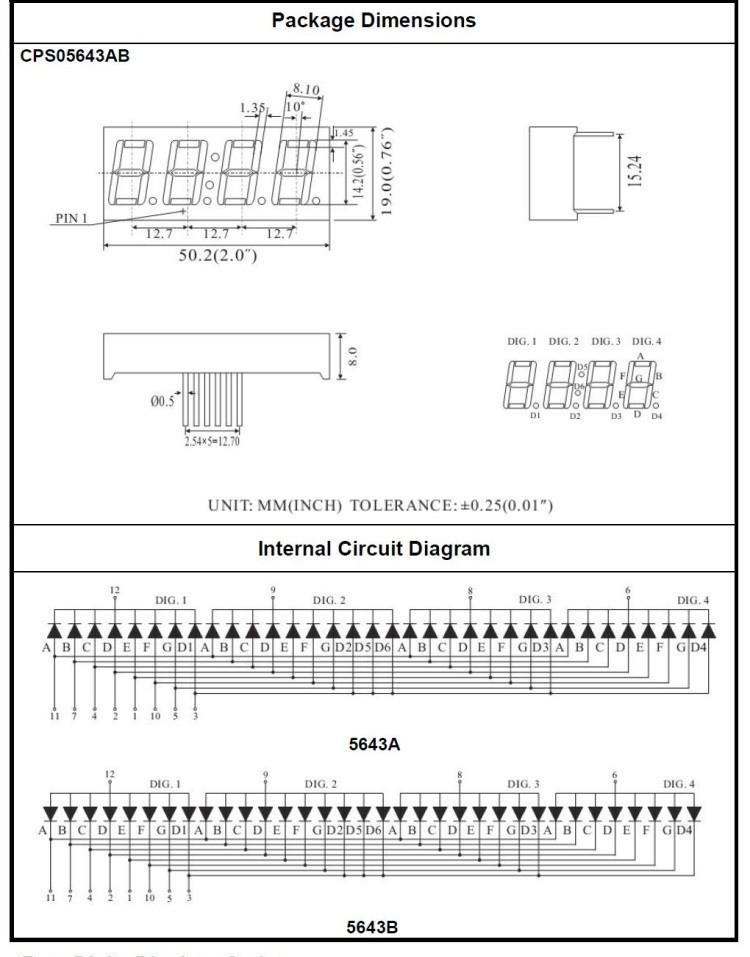 Package Dimensions
CPS05643AB
8.10
1.35
10°
1.45
14.2(0.56")
19.0(0.76")
15.24
PIN 1
12.7 12.7 12.7
50.2(2.0")
8.0
Ø0.5
2.54×5=12.70
DIG. 1 DIG. 2 DIG. 3 DIG. 4
A
D5
F G B
D6
E C
D1 D2 D3 D D4
UNIT: MM(INCH) TOLERANCE: ±0.25(0.01")
Internal Circuit Diagram
12 9 8 6
DIG. 1 DIG. 2 DIG. 3 DIG. 4
A B C D E F G D1 A B C D E F G D2 D5 D6 A B C D E F G D3 A B C D E F G D4
11 7 4 2 1 10 5 3
5643A
12 9 8 6
DIG. 1 DIG. 2 DIG. 3 DIG. 4
A B C D E F G D1 A B C D E F G D2 D5 D6 A B C D E F G D3 A B C D E F G D4
11 7 4 2 1 10 5 3
5643B